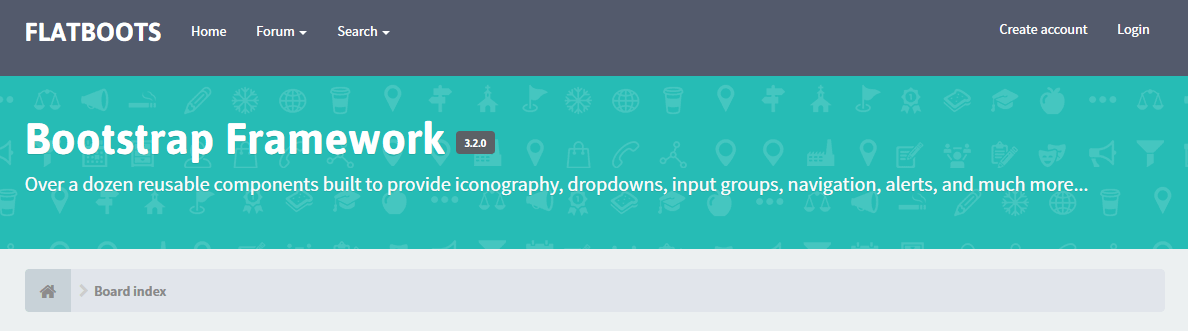 FLATBOOTS Home Forum Search Create account Login
Bootstrap Framework 3.2.0
Over a dozen reusable components built to provide iconography, dropdowns, input groups, navigation, alerts, and much more...
Board index